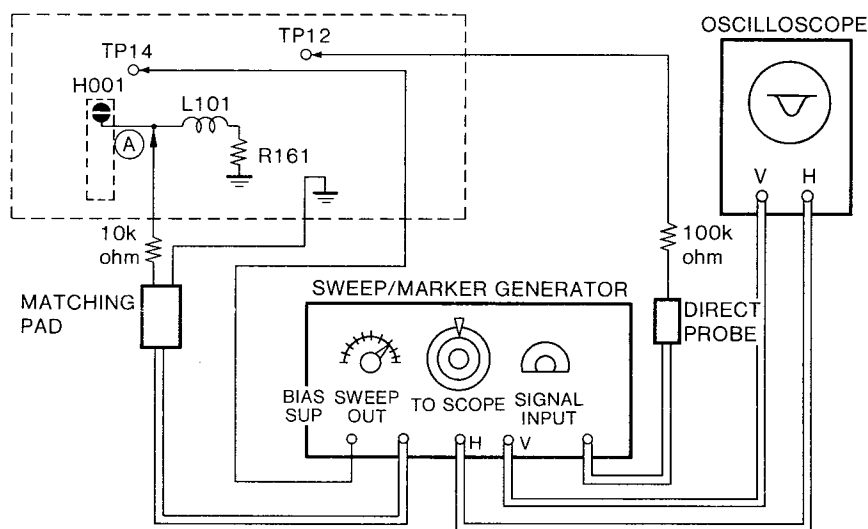 OSCILLOSCOPE
TP12
TP14
H001
L101
A
R161
V H
10k
ohm
100k
ohm
MATCHING
PAD
SWEEP/MARKER GENERATOR
DIRECT
PROBE
BIAS
SUP
SWEEP
OUT
TO SCOPE
SIGNAL
INPUT
H V